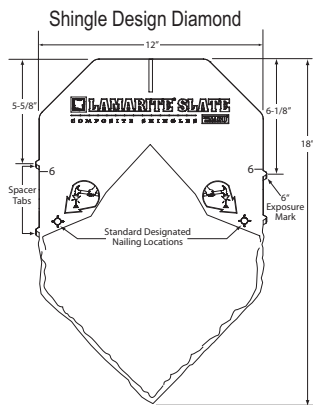 Shingle Design Diamond
12"
5-5/8"
LAMARITE® SLATE
COMPOSITE SHINGLES
6-1/8"
18"
6
6
Spacer
Tabs
6"
Exposure
Mark
Standard Designated
Nailing Locations